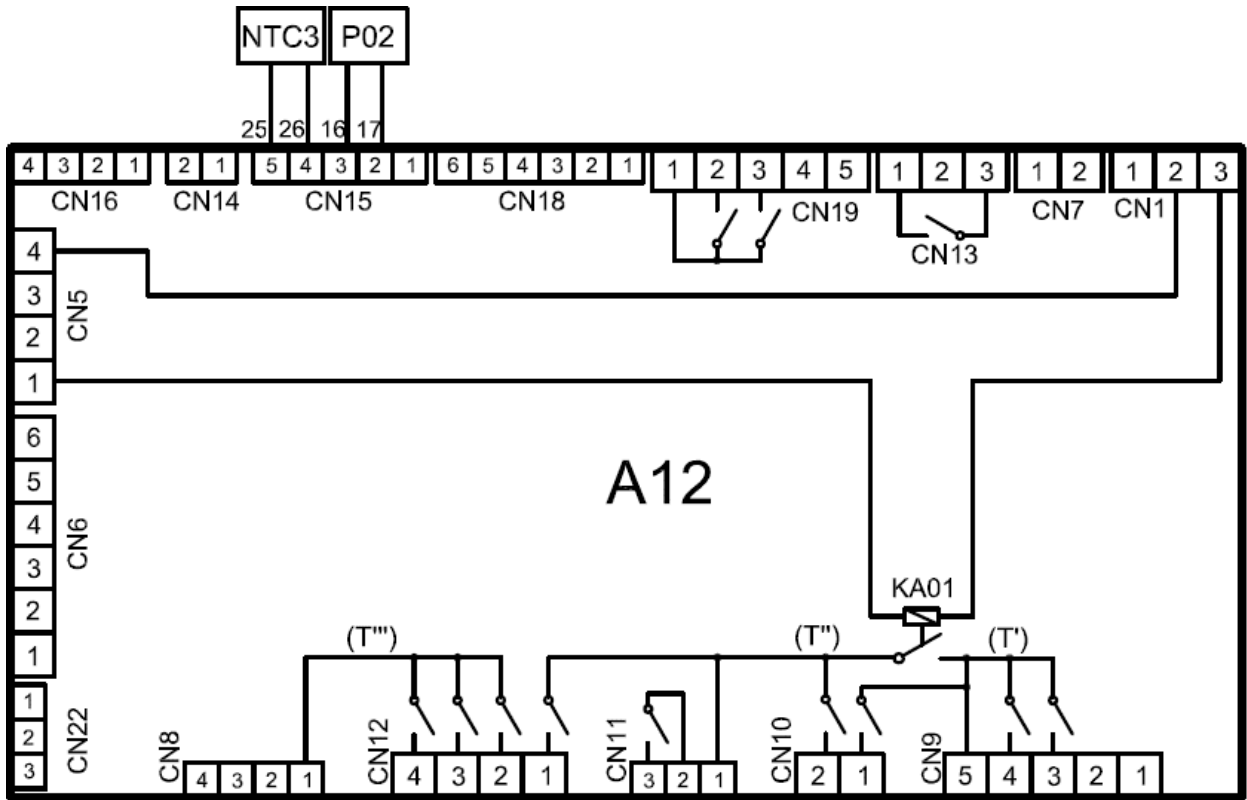 NTC3 P02
25 26 16 17
4 3 2 1 2 1 5 4 3 2 1 6 5 4 3 2 1 1 2 3 4 5 1 2 3 1 2 1 2 3
CN16 CN14 CN15 CN18 CN19 CN13 CN7 CN1
4
3
2
1
CN5
6
5
4
3
2
1
CN6
A12
KA01
(T''') (T'') (T')
1
2
3
CN22
CN8
4 3 2 1
CN12
4 3 2 1
CN11
3 2 1
CN10
2 1
CN9
5 4 3 2 1